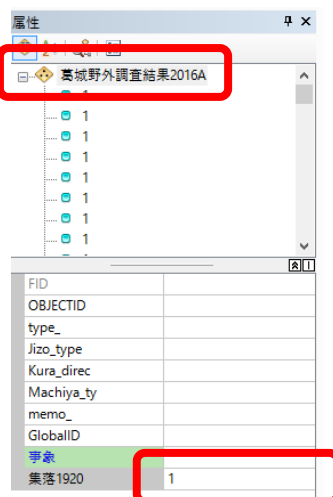 属性
葛城野外調査結果2016A
1
1
1
1
1
1
1
1
FID
OBJECTID
type_
Jizo_type
Kura_direc
Machiya_ty
memo_
GlobalID
事象
集落1920 1